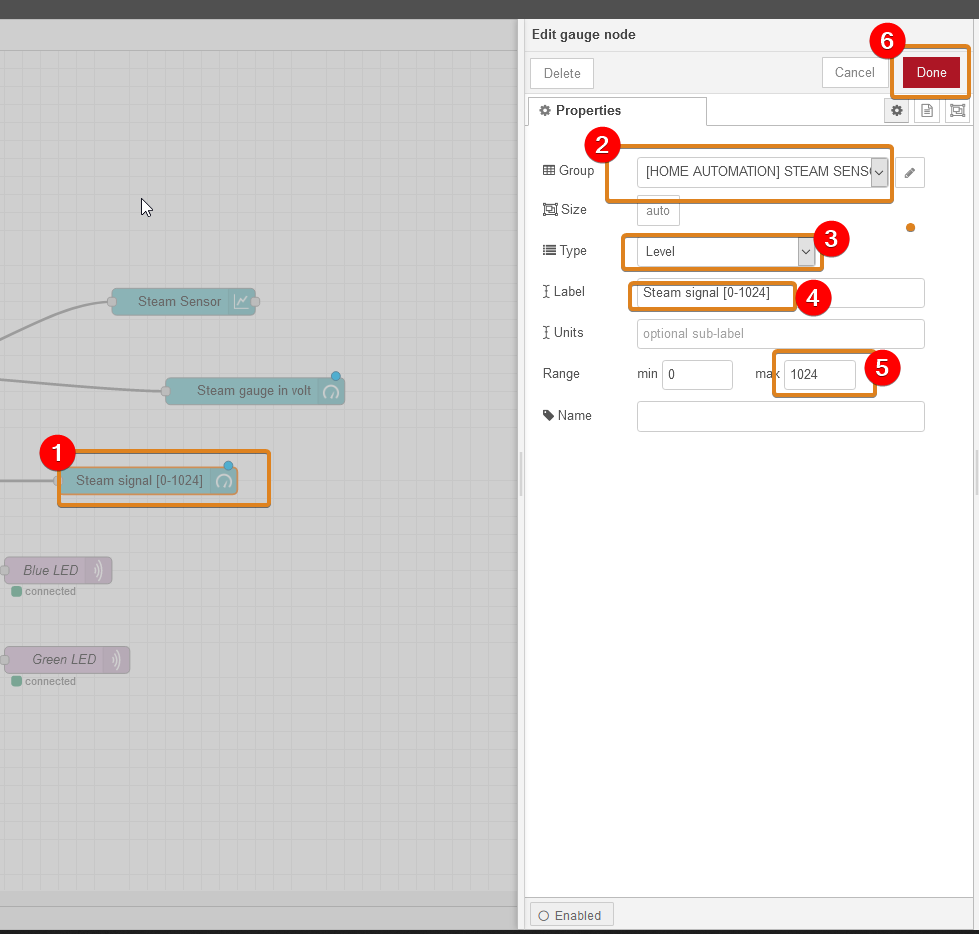 Edit gauge node
6
Delete
Cancel
Done
Properties
2
Group
[HOME AUTOMATION] STEAM SENS
Size
auto
Type
Level
3
Label
Steam signal [0-1024]
4
Units
optional sub-label
Range
min
0
max
1024
5
Name
Steam Sensor
Steam gauge in volt
1
Steam signal [0-1024]
Blue LED
connected
Green LED
connected
Enabled